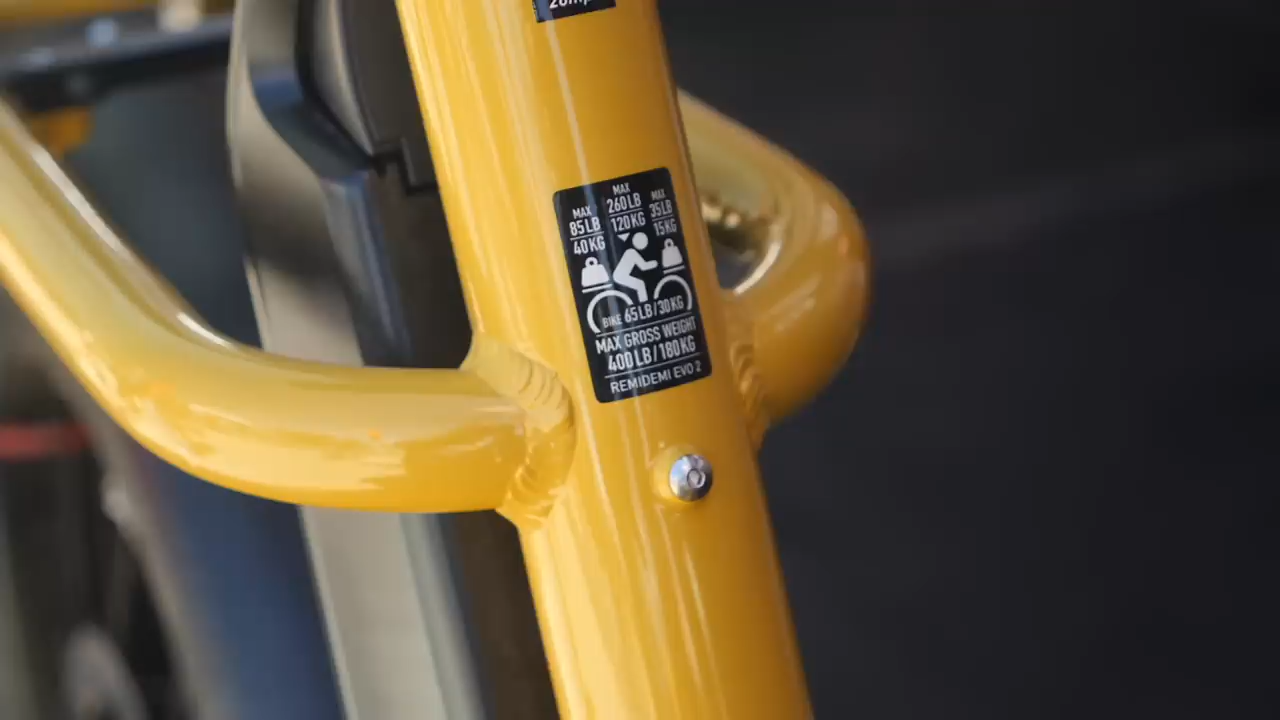 MAX
85 LB
40 KG
MAX
260 LB
120 KG
MAX
35 LB
15 KG
BIKE 65 LB / 30 KG
MAX GROSS WEIGHT
400 LB / 180 KG
REMIDEMI EVO 2